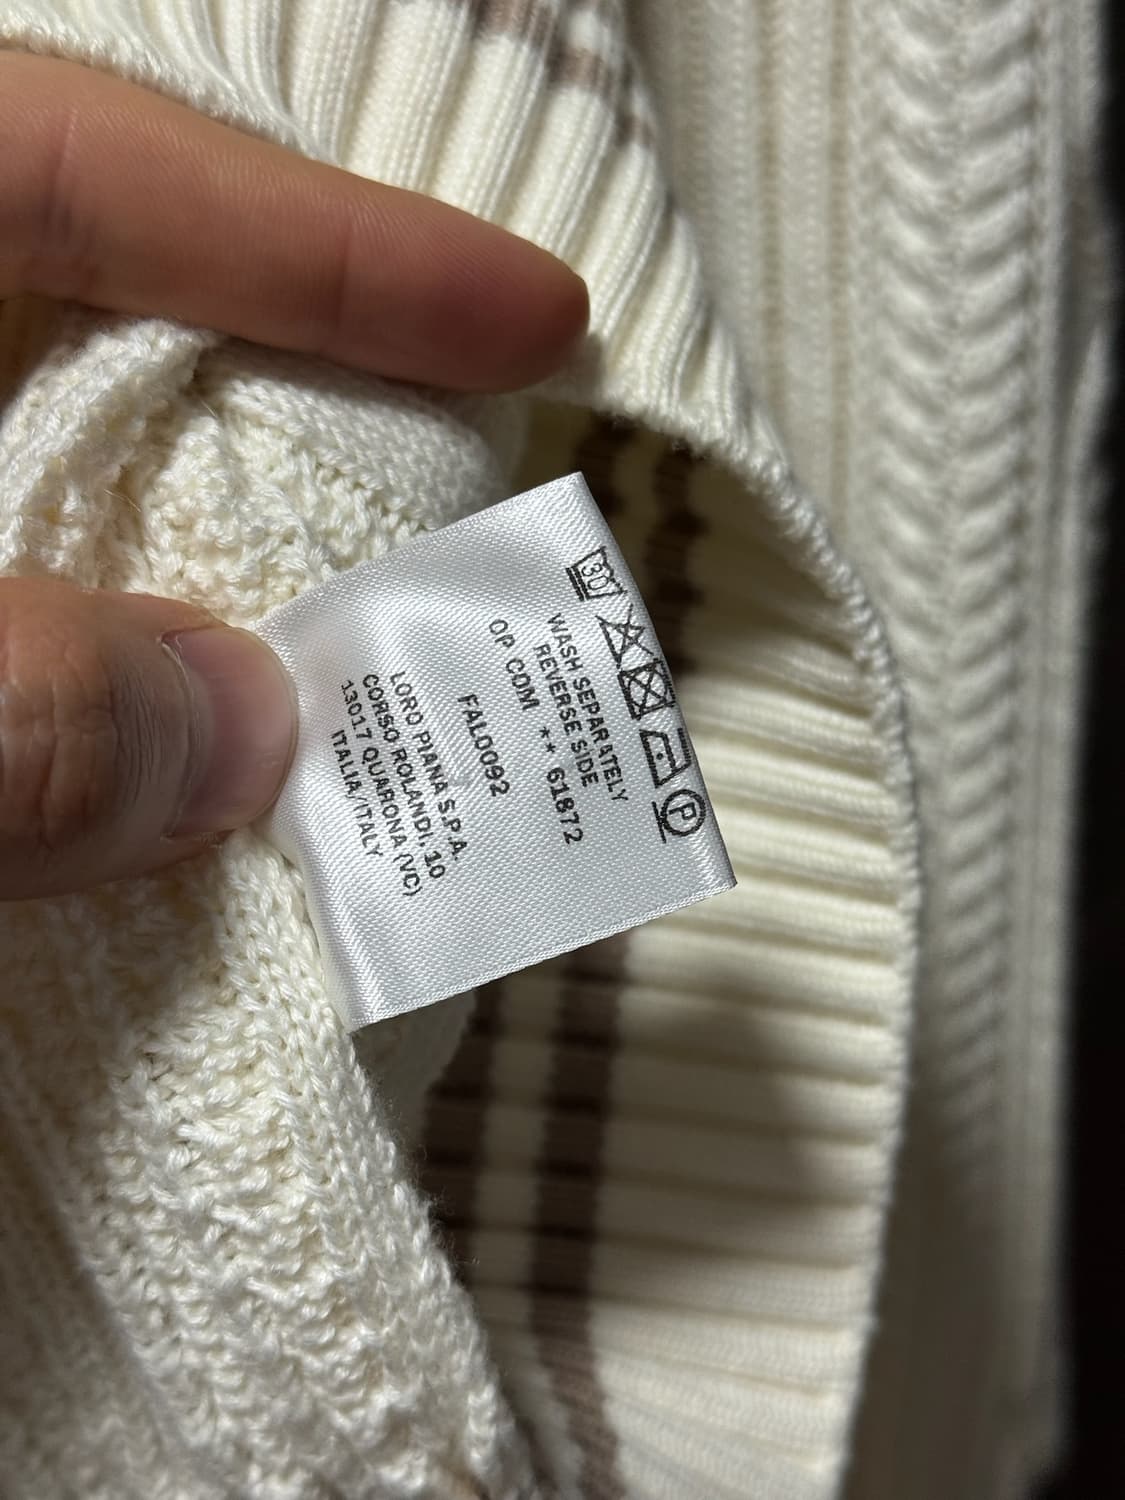 30
P
WASH SEPARATELY
REVERSE SIDE
OP COM ** 61872
FAL0092
LORO PIANA S.P.A.
CORSO ROLANDI, 10
13017 QUARONA (VC)
ITALIA/ITALY